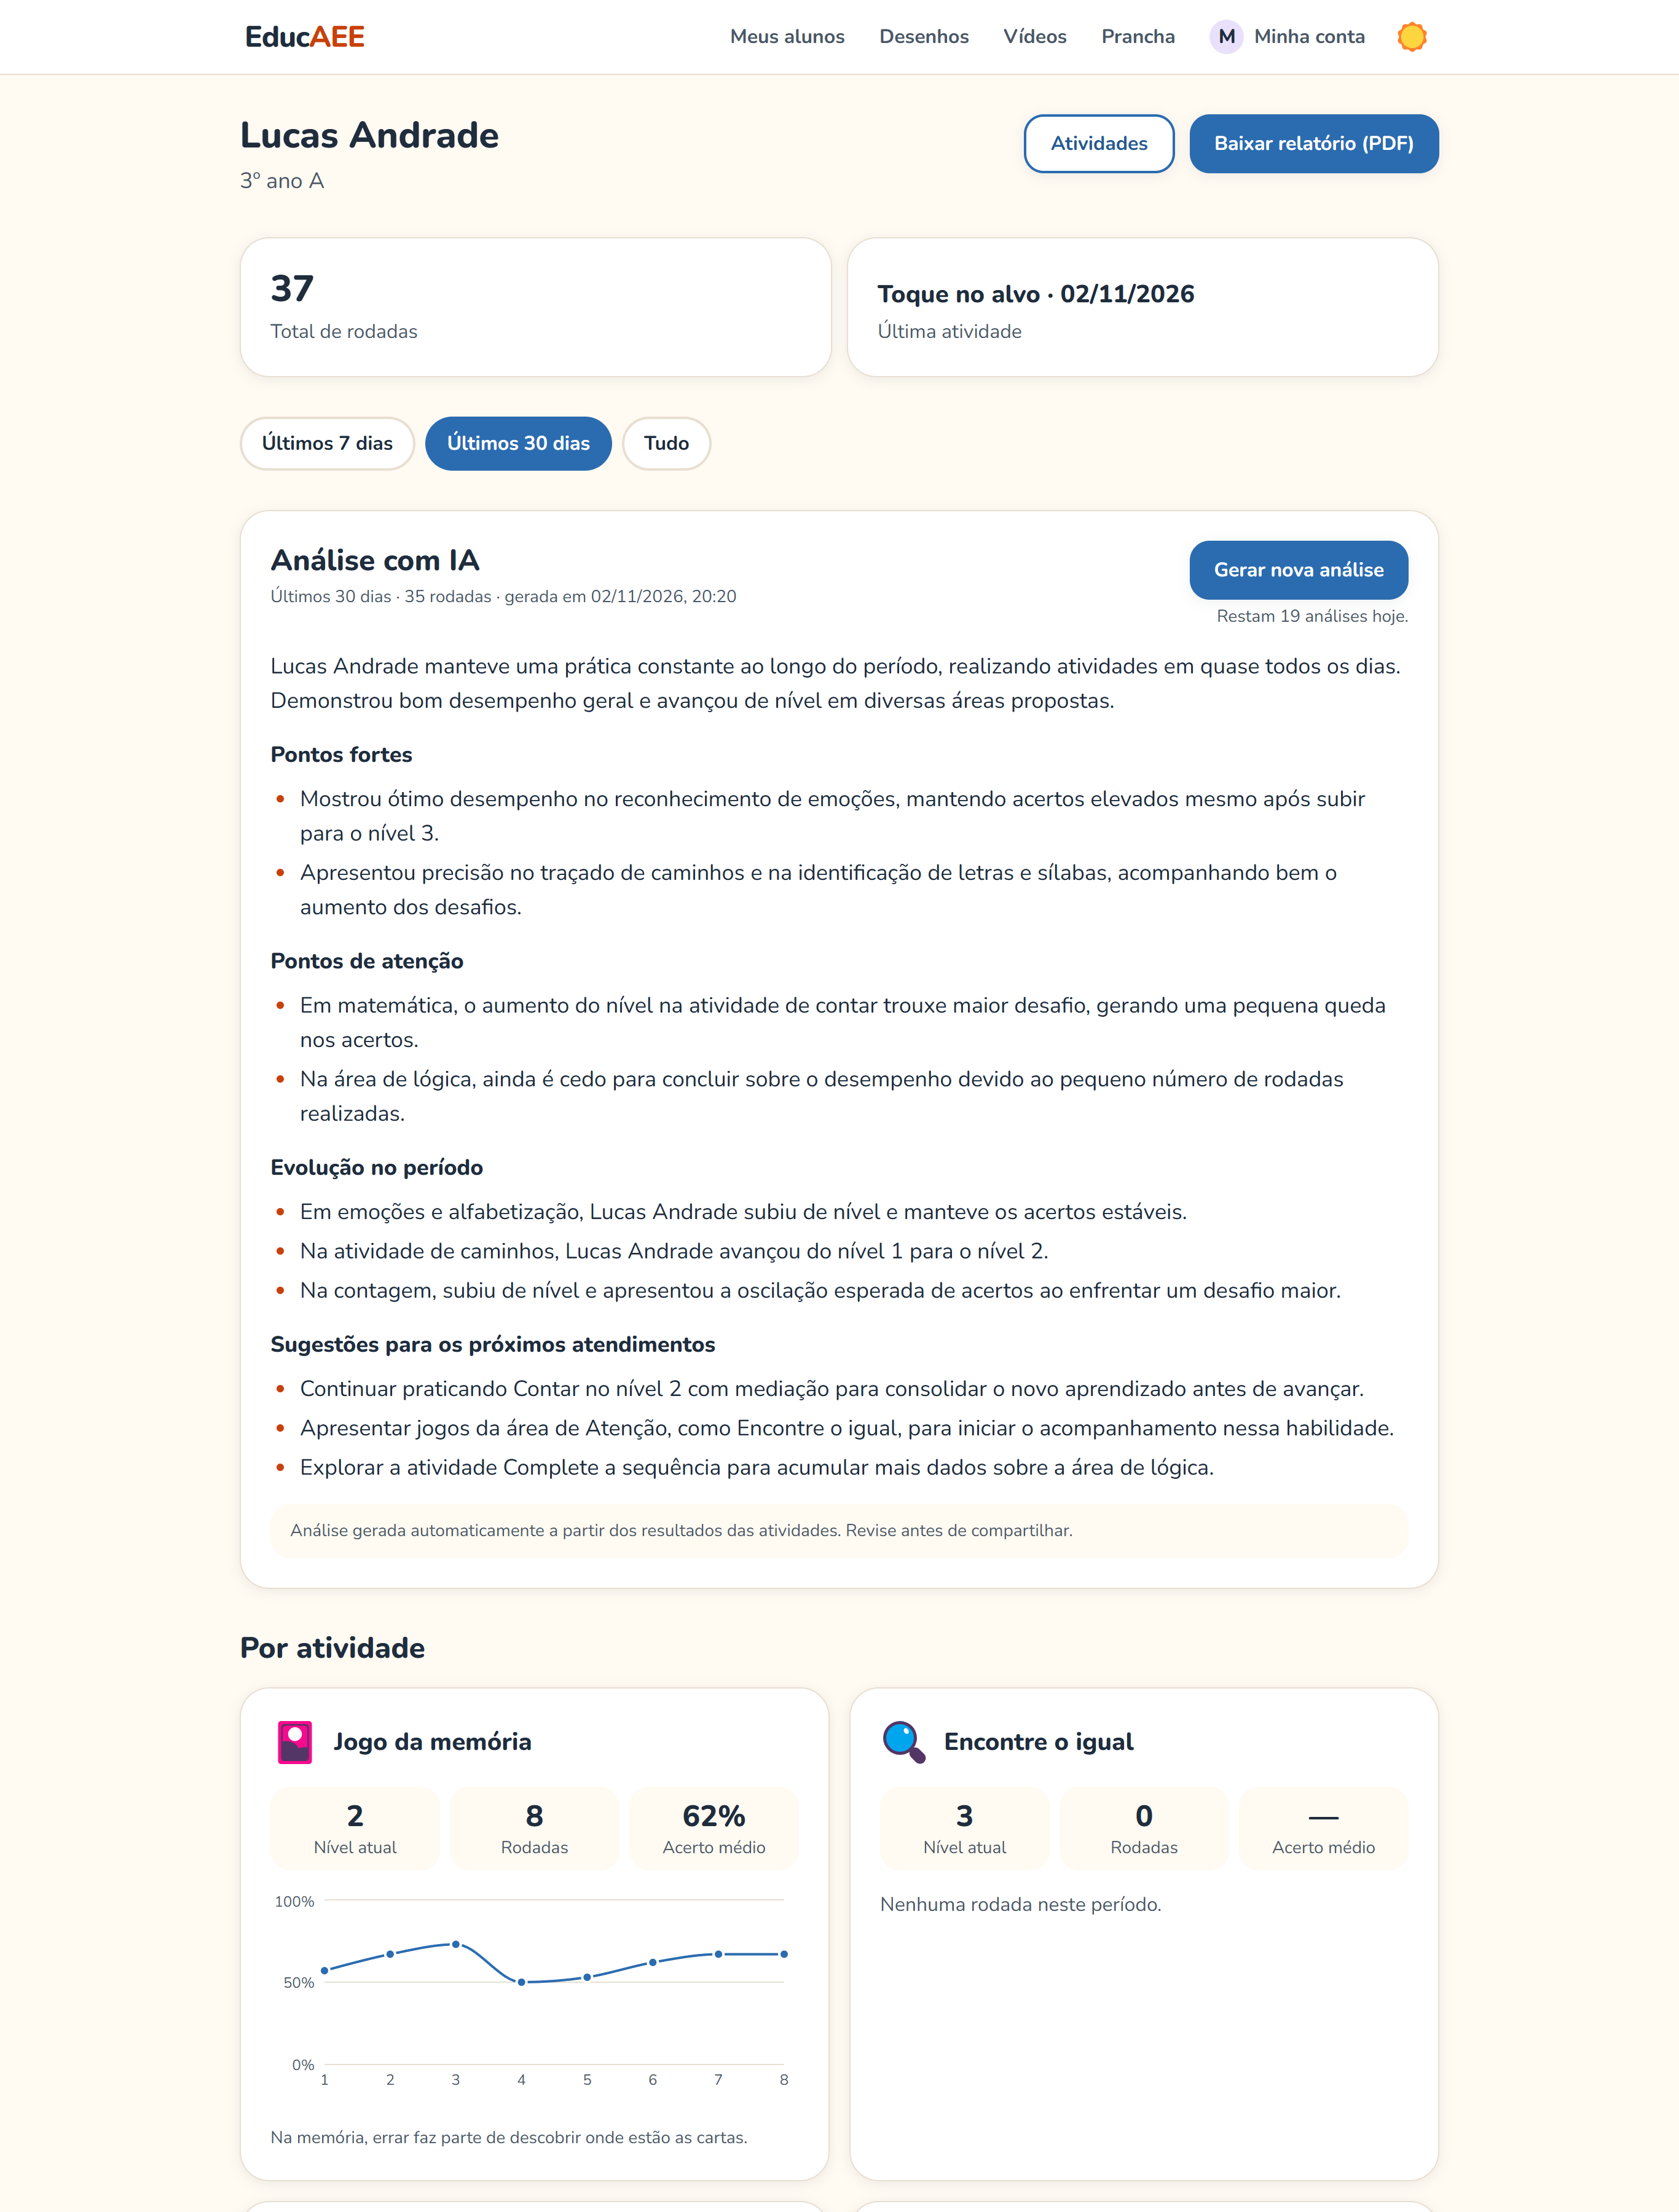 EducAEE
Meus alunos
Desenhos
Vídeos
Prancha
M
Minha conta
Lucas Andrade
3º ano A
Atividades
Baixar relatório (PDF)
37
Total de rodadas
Toque no alvo · 02/11/2026
Última atividade
Últimos 7 dias
Últimos 30 dias
Tudo
Análise com IA
Últimos 30 dias · 35 rodadas · gerada em 02/11/2026, 20:20
Gerar nova análise
Restam 19 análises hoje.
Lucas Andrade manteve uma prática constante ao longo do período, realizando atividades em quase todos os dias.
Demonstrou bom desempenho geral e avançou de nível em diversas áreas propostas.
Pontos fortes
Mostrou ótimo desempenho no reconhecimento de emoções, mantendo acertos elevados mesmo após subir
para o nível 3.
Apresentou precisão no traçado de caminhos e na identificação de letras e sílabas, acompanhando bem o
aumento dos desafios.
Pontos de atenção
Em matemática, o aumento do nível na atividade de contar trouxe maior desafio, gerando uma pequena queda
nos acertos.
Na área de lógica, ainda é cedo para concluir sobre o desempenho devido ao pequeno número de rodadas
realizadas.
Evolução no período
Em emoções e alfabetização, Lucas Andrade subiu de nível e manteve os acertos estáveis.
Na atividade de caminhos, Lucas Andrade avançou do nível 1 para o nível 2.
Na contagem, subiu de nível e apresentou a oscilação esperada de acertos ao enfrentar um desafio maior.
Sugestões para os próximos atendimentos
Continuar praticando Contar no nível 2 com mediação para consolidar o novo aprendizado antes de avançar.
Apresentar jogos da área de Atenção, como Encontre o igual, para iniciar o acompanhamento nessa habilidade.
Explorar a atividade Complete a sequência para acumular mais dados sobre a área de lógica.
Análise gerada automaticamente a partir dos resultados das atividades. Revise antes de compartilhar.
Por atividade
Jogo da memória
2
Nível atual
8
Rodadas
62%
Acerto médio
100%
50%
0%
1 2 3 4 5 6 7 8
Na memória, errar faz parte de descobrir onde estão as cartas.
Encontre o igual
3
Nível atual
0
Rodadas
—
Acerto médio
Nenhuma rodada neste período.